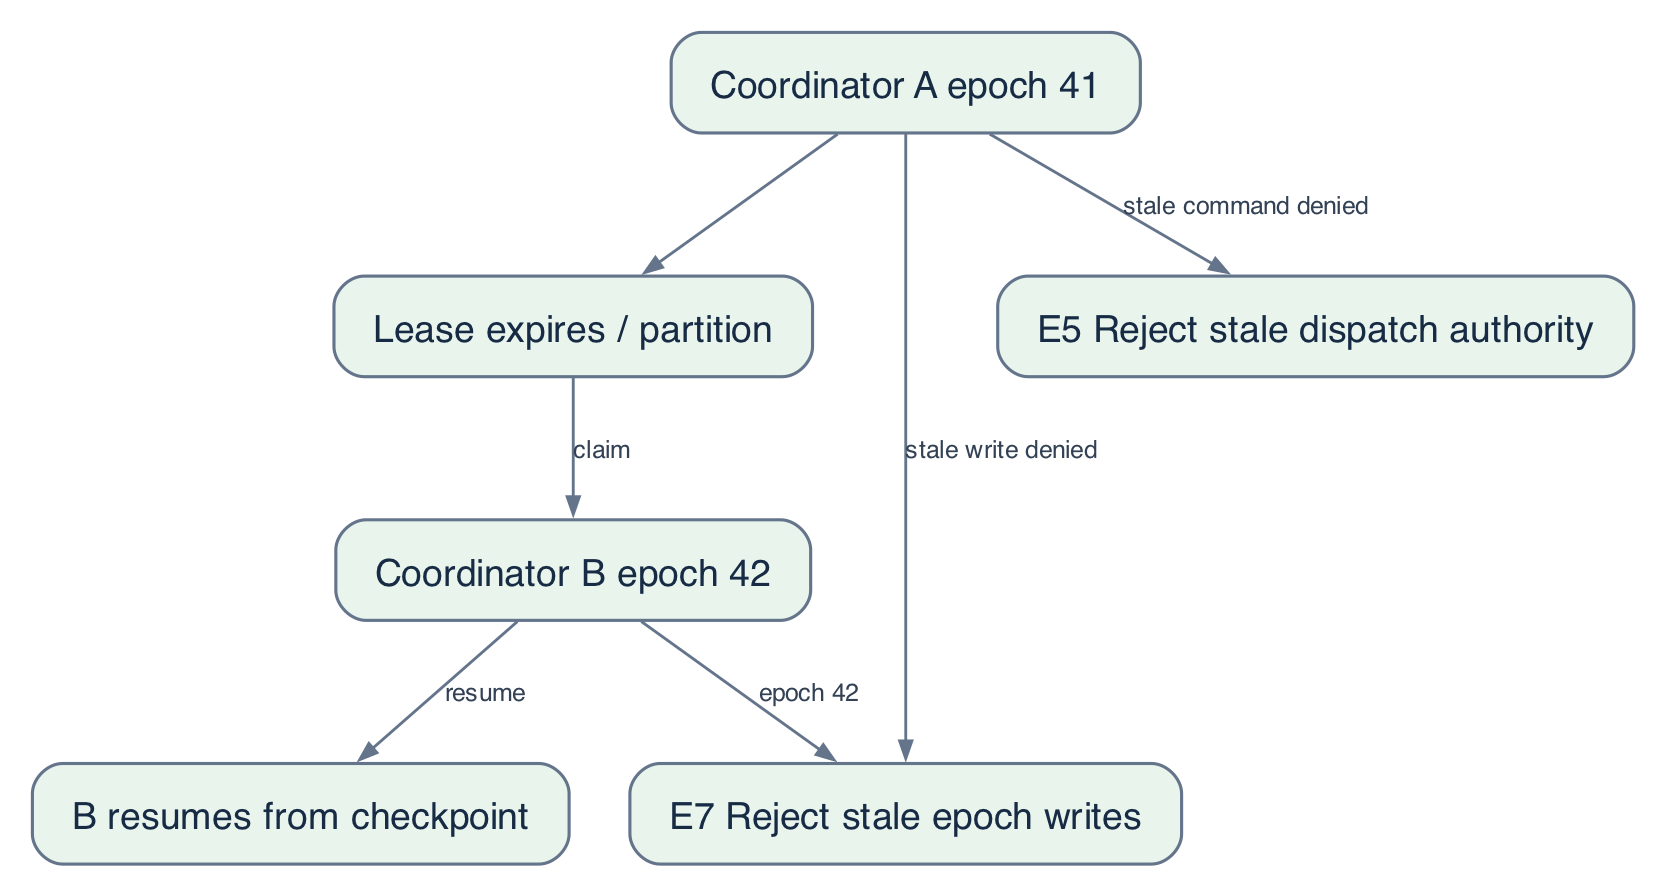 Coordinator A epoch 41
stale command denied
Lease expires / partition
E5 Reject stale dispatch authority
claim
stale write denied
Coordinator B epoch 42
resume
epoch 42
B resumes from checkpoint
E7 Reject stale epoch writes